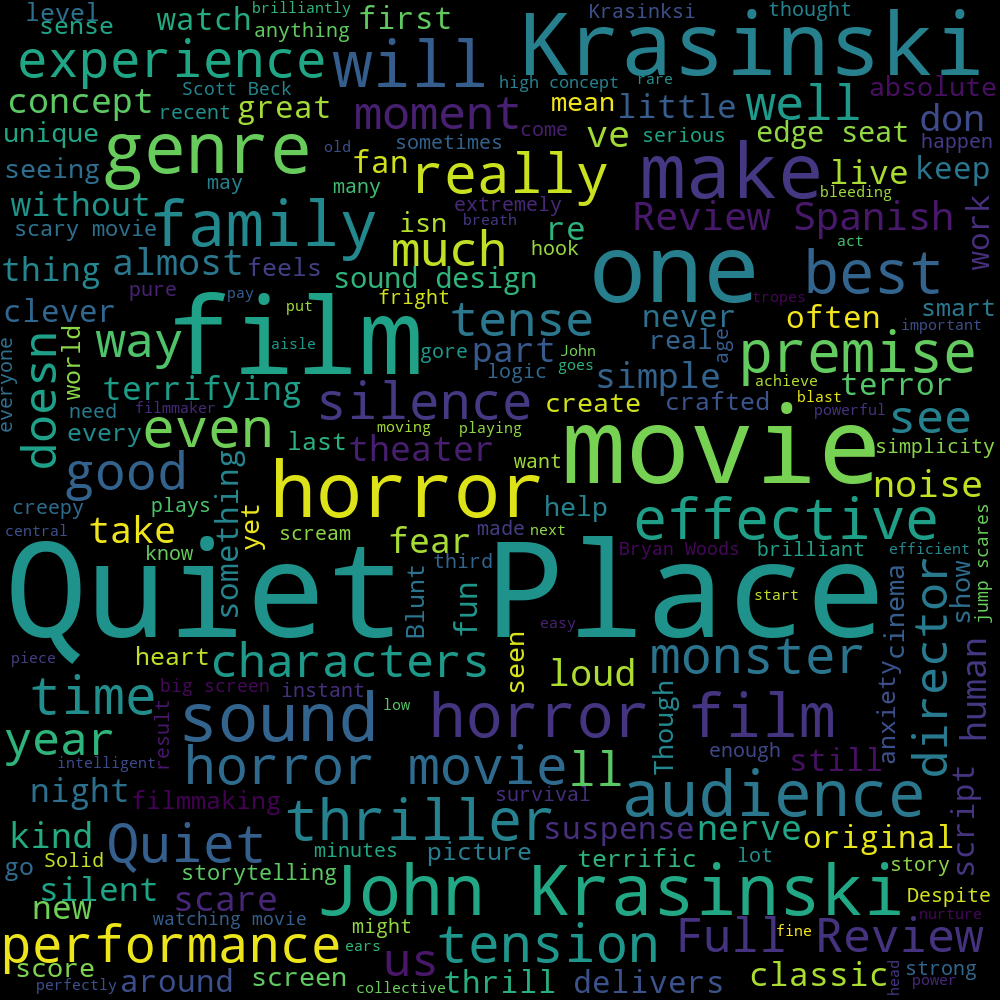 level
sense
watch
brilliantly
anything
first
Krasinksi
thought
Krasinski
experience
will
Scott Beck
high concept
rare
absolute
concept
recent
great
moment
mean
little
well
unique
genre
old
sometimes
come
ve
serious
edge seat
don
happen
seeing
may
fan
many
really
make
live
bleeding
keep
without
family
isn
extremely
breath
re
Review Spanish
work
scary movie
much
hook
act
thing
almost
feels
sound design
one
best
pure
pay
fright
tropes
clever
put
film
tense
never
often
smart
important
everyone
world
doesn
way
aisle
gore
part
John
goes
real
age
premise
terrifying
logic
simple
achieve
terror
need
filmmaker
silence
create
crafted
blast
powerful
see
every
even
last
moving
playing
theater
movie
simplicity
good
something
horror
want
noise
creepy
plays
help
effective
jump scares
central
take
yet
scream
fear
made
next
know
third
Bryan Woods
brilliant
efficient
Quiet Place
Blunt
fun
start
easy
piece
heart
characters
seen
loud
monster
anxiety
cinema
director
show
human
time
big screen
instant
low
result
sound
horror film
Though
year
enough
still
intelligent
horror movie
ll
night
filmmaking
survival
audience
script
kind
Quiet
thriller
suspense
nerve
original
go
Solid
minutes
picture
terrific
lot
story
storytelling
silent
scare
John Krasinski
Despite
new
watching movie
might
nurture
performance
ears
us
tension
Full Review
fine
score
perfectly
around
screen
collective
thrill
delivers
classic
head
strong
power